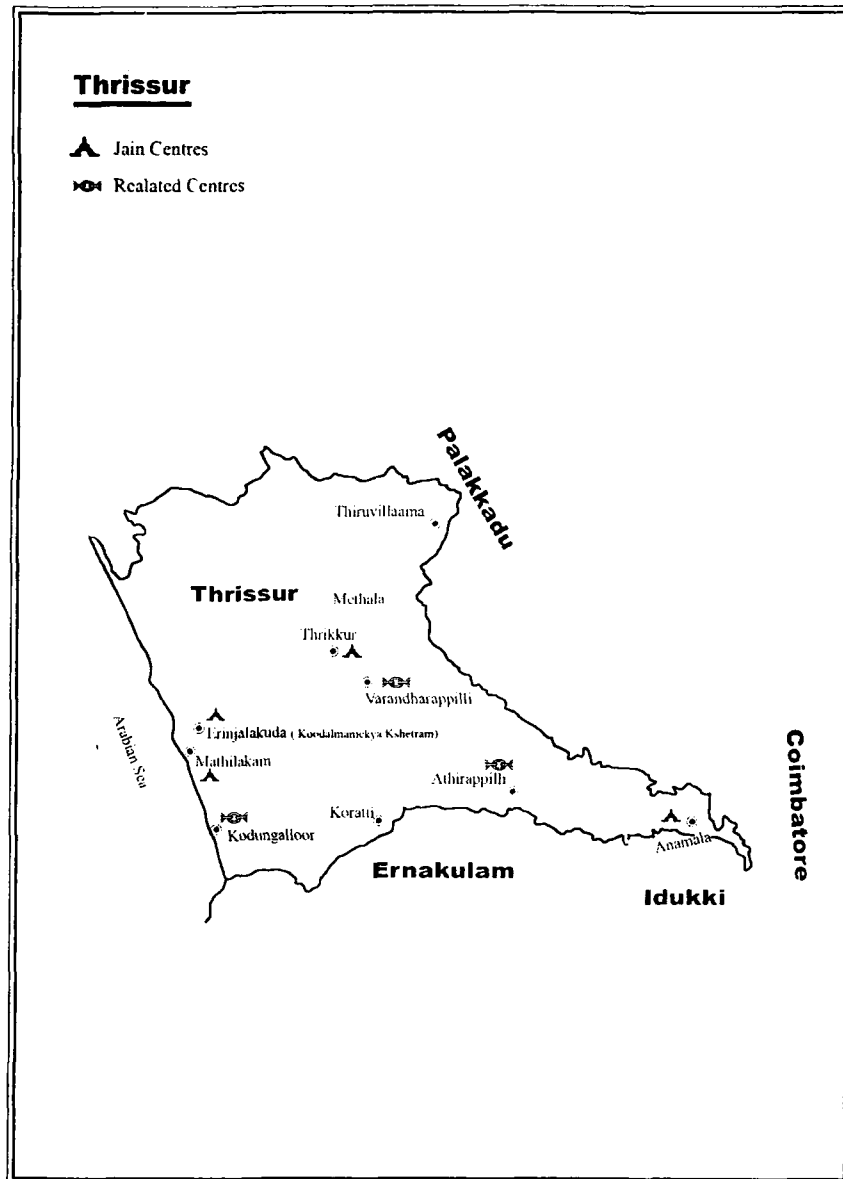 Thrissur
Jain Centres
Realated Centres
Palakkadu
Thiruvillaama
Thrissur
Methala
Thrikkur
Varandharappilli
Erinjalakuda ( Koodalmanickya Kshetram)
Mathilakam
Arabian Sea
Athirappilli
Coimbatore
Koratti
Kodungalloor
Anamala
Ernakulam
Idukki